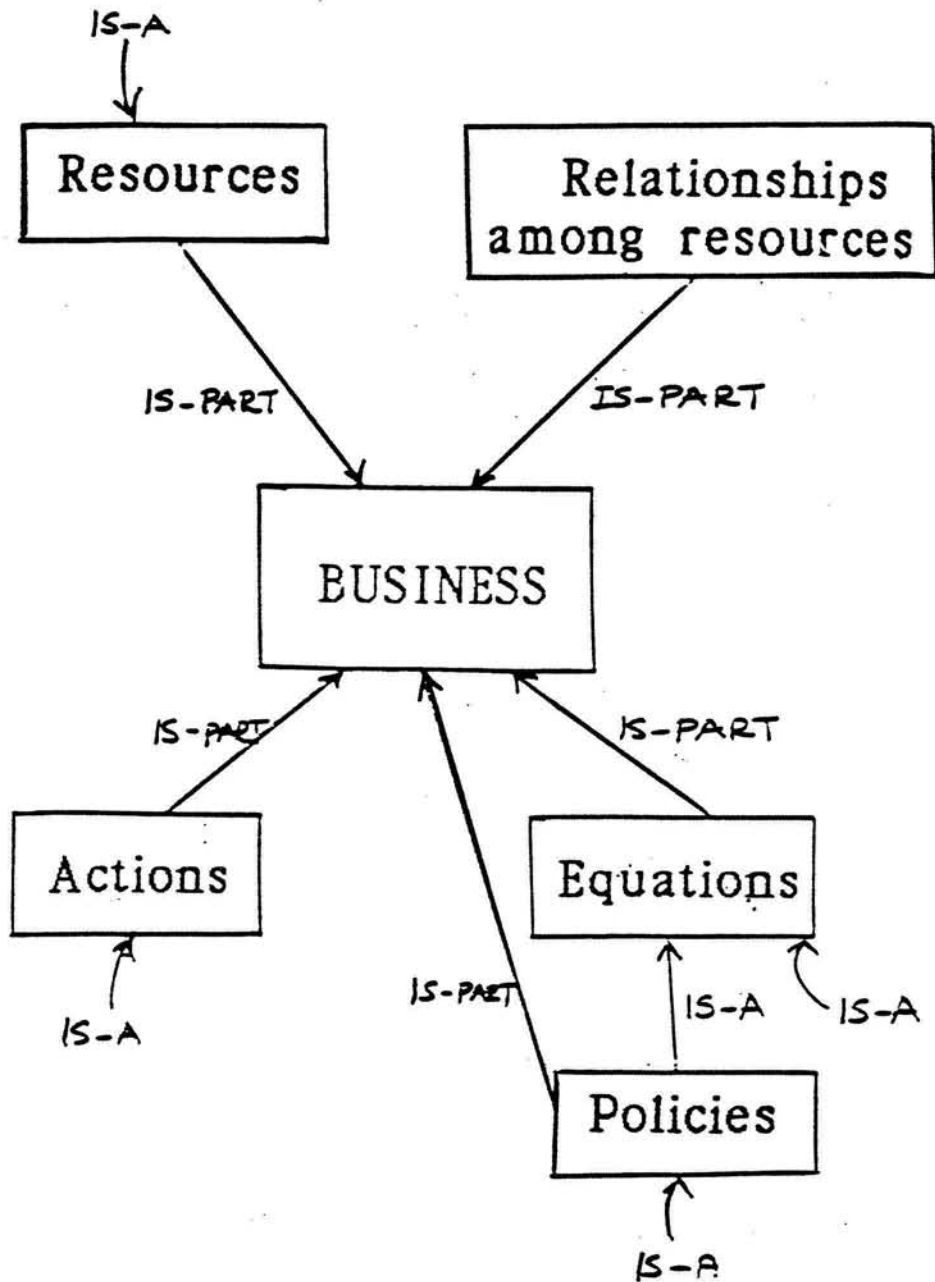 IS-A
Resources
Relationships
among resources
IS-PART
IS-PART
BUSINESS
IS-PART
IS-PART
Actions
Equations
IS-PART
IS-A
IS-A
IS-A
Policies
IS-A